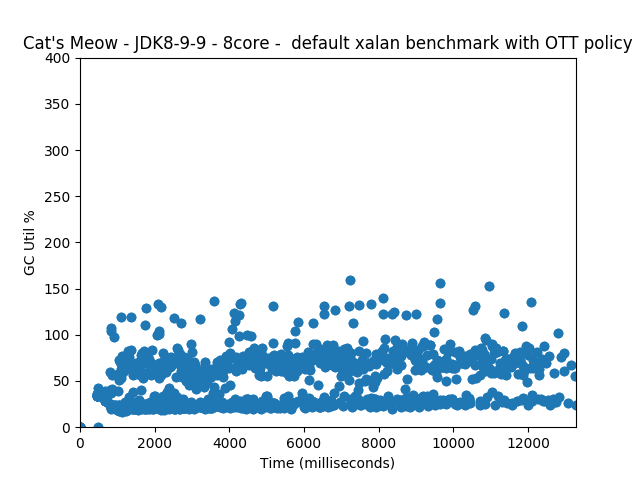 Cat's Meow - JDK8-9-9 - 8core -  default xalan benchmark with OTT policy
400
350
300
250
200
150
100
50
0
GC Util %
0 2000 4000 6000 8000 10000 12000
Time (milliseconds)